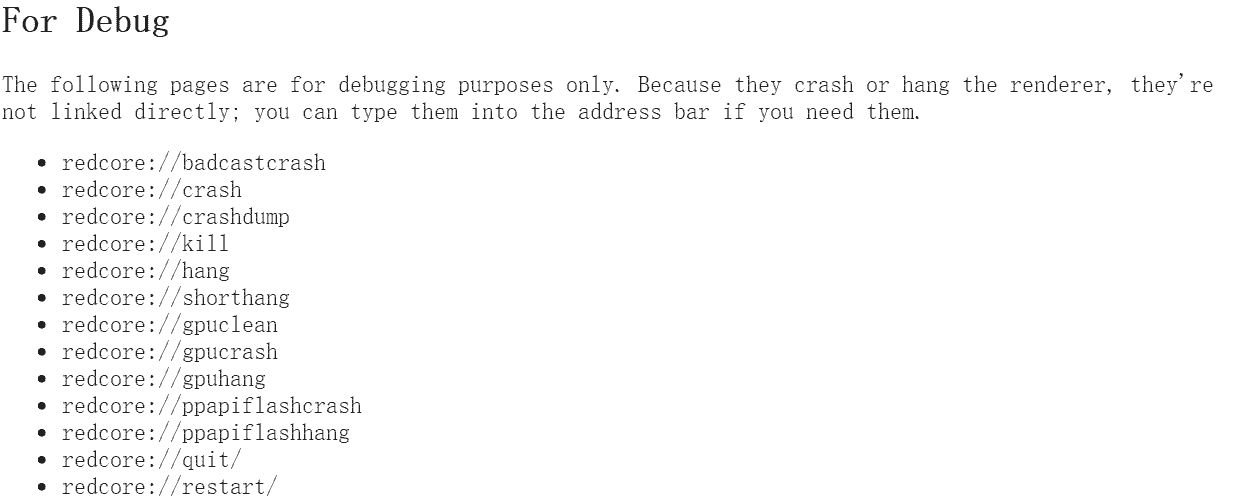 For Debug
The following pages are for debugging purposes only. Because they crash or hang the renderer, they're
not linked directly; you can type them into the address bar if you need them.
• redcore://badcastcrash
• redcore://crash
• redcore://crashdump
• redcore://kill
• redcore://hang
• redcore://shorthang
• redcore://gpuclean
• redcore://gpucrash
• redcore://gpuhang
• redcore://ppapiflashcrash
• redcore://ppapiflashhang
• redcore://quit/
• redcore://restart/